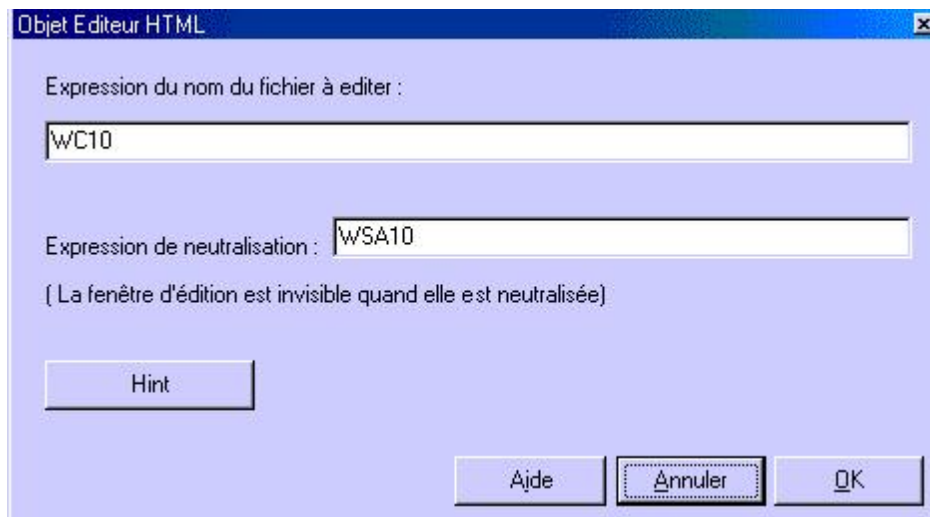 Objet Editeur HTML
Expression du nom du fichier à editer :
WC10
Expression de neutralisation : WSA10
( La fenêtre d'édition est invisible quand elle est neutralisée)
Hint
Aide Annuler OK